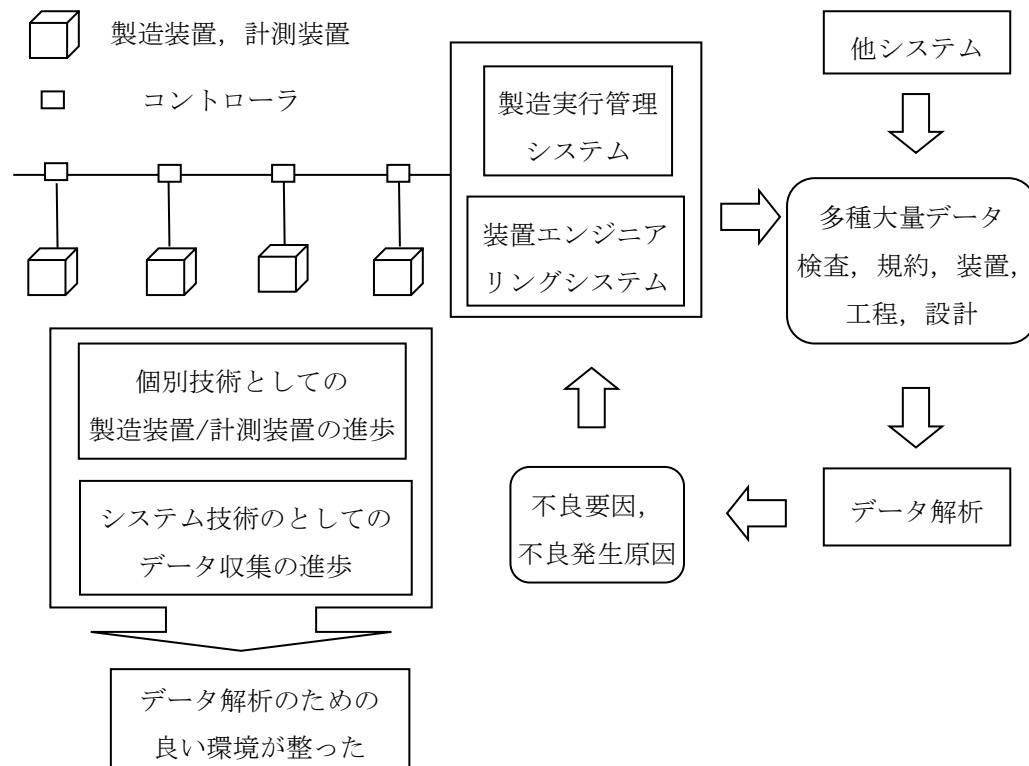 製造装置，計測装置
コントローラ
製造実行管理
システム
装置エンジニア
リングシステム
他システム
多種大量データ
検査，規約，装置，
工程，設計
データ解析
不良要因，
不良発生原因
個別技術としての
製造装置/計測装置の進歩
システム技術のとしての
データ収集の進歩
データ解析のための
良い環境が整った